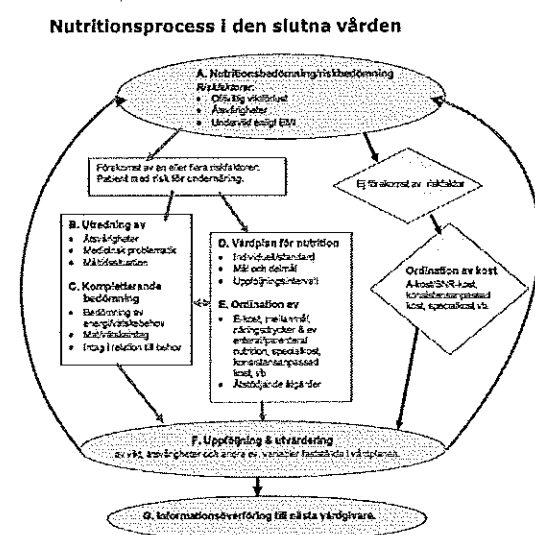 Nutritionsprocess i den slutna vården
A. Nutritionsbedömning/riskbedömning
Riskfaktorer:
Ofrivillig viktförlust
Ätsvårigheter
Undervikt enligt BMI
Förekomst av en eller flera riskfaktorer.
Patient med risk för undernäring.
Ej förekomst av riskfaktor
B. Utredning av
Ätsvårigheter
Medicinsk problematik
Måltidssituation
C. Kompletterande
bedömning
Bedömning av
energi/vätskebehov
Mat/vätskeintag
Intag i relation till behov
D. Vårdplan för nutrition
Individuell/standard
Mål och delmål
Uppföljningsintervall
E. Ordination av
E-kost, mellanmål,
näringsdrycker & ev
enteral/parenteral
nutrition, specialkost,
konsistensanpassad
kost, vb
Ätstödjande åtgärder
Ordination av kost
A-kost/SNR-kost,
konsistensanpassad
kost, specialkost vb
F. Uppföljning & utvärdering
av vikt, ätsvårigheter och andra ev. variabler fastställda i vårdplanen.
G. Informationsöverföring till nästa vårdgivare.